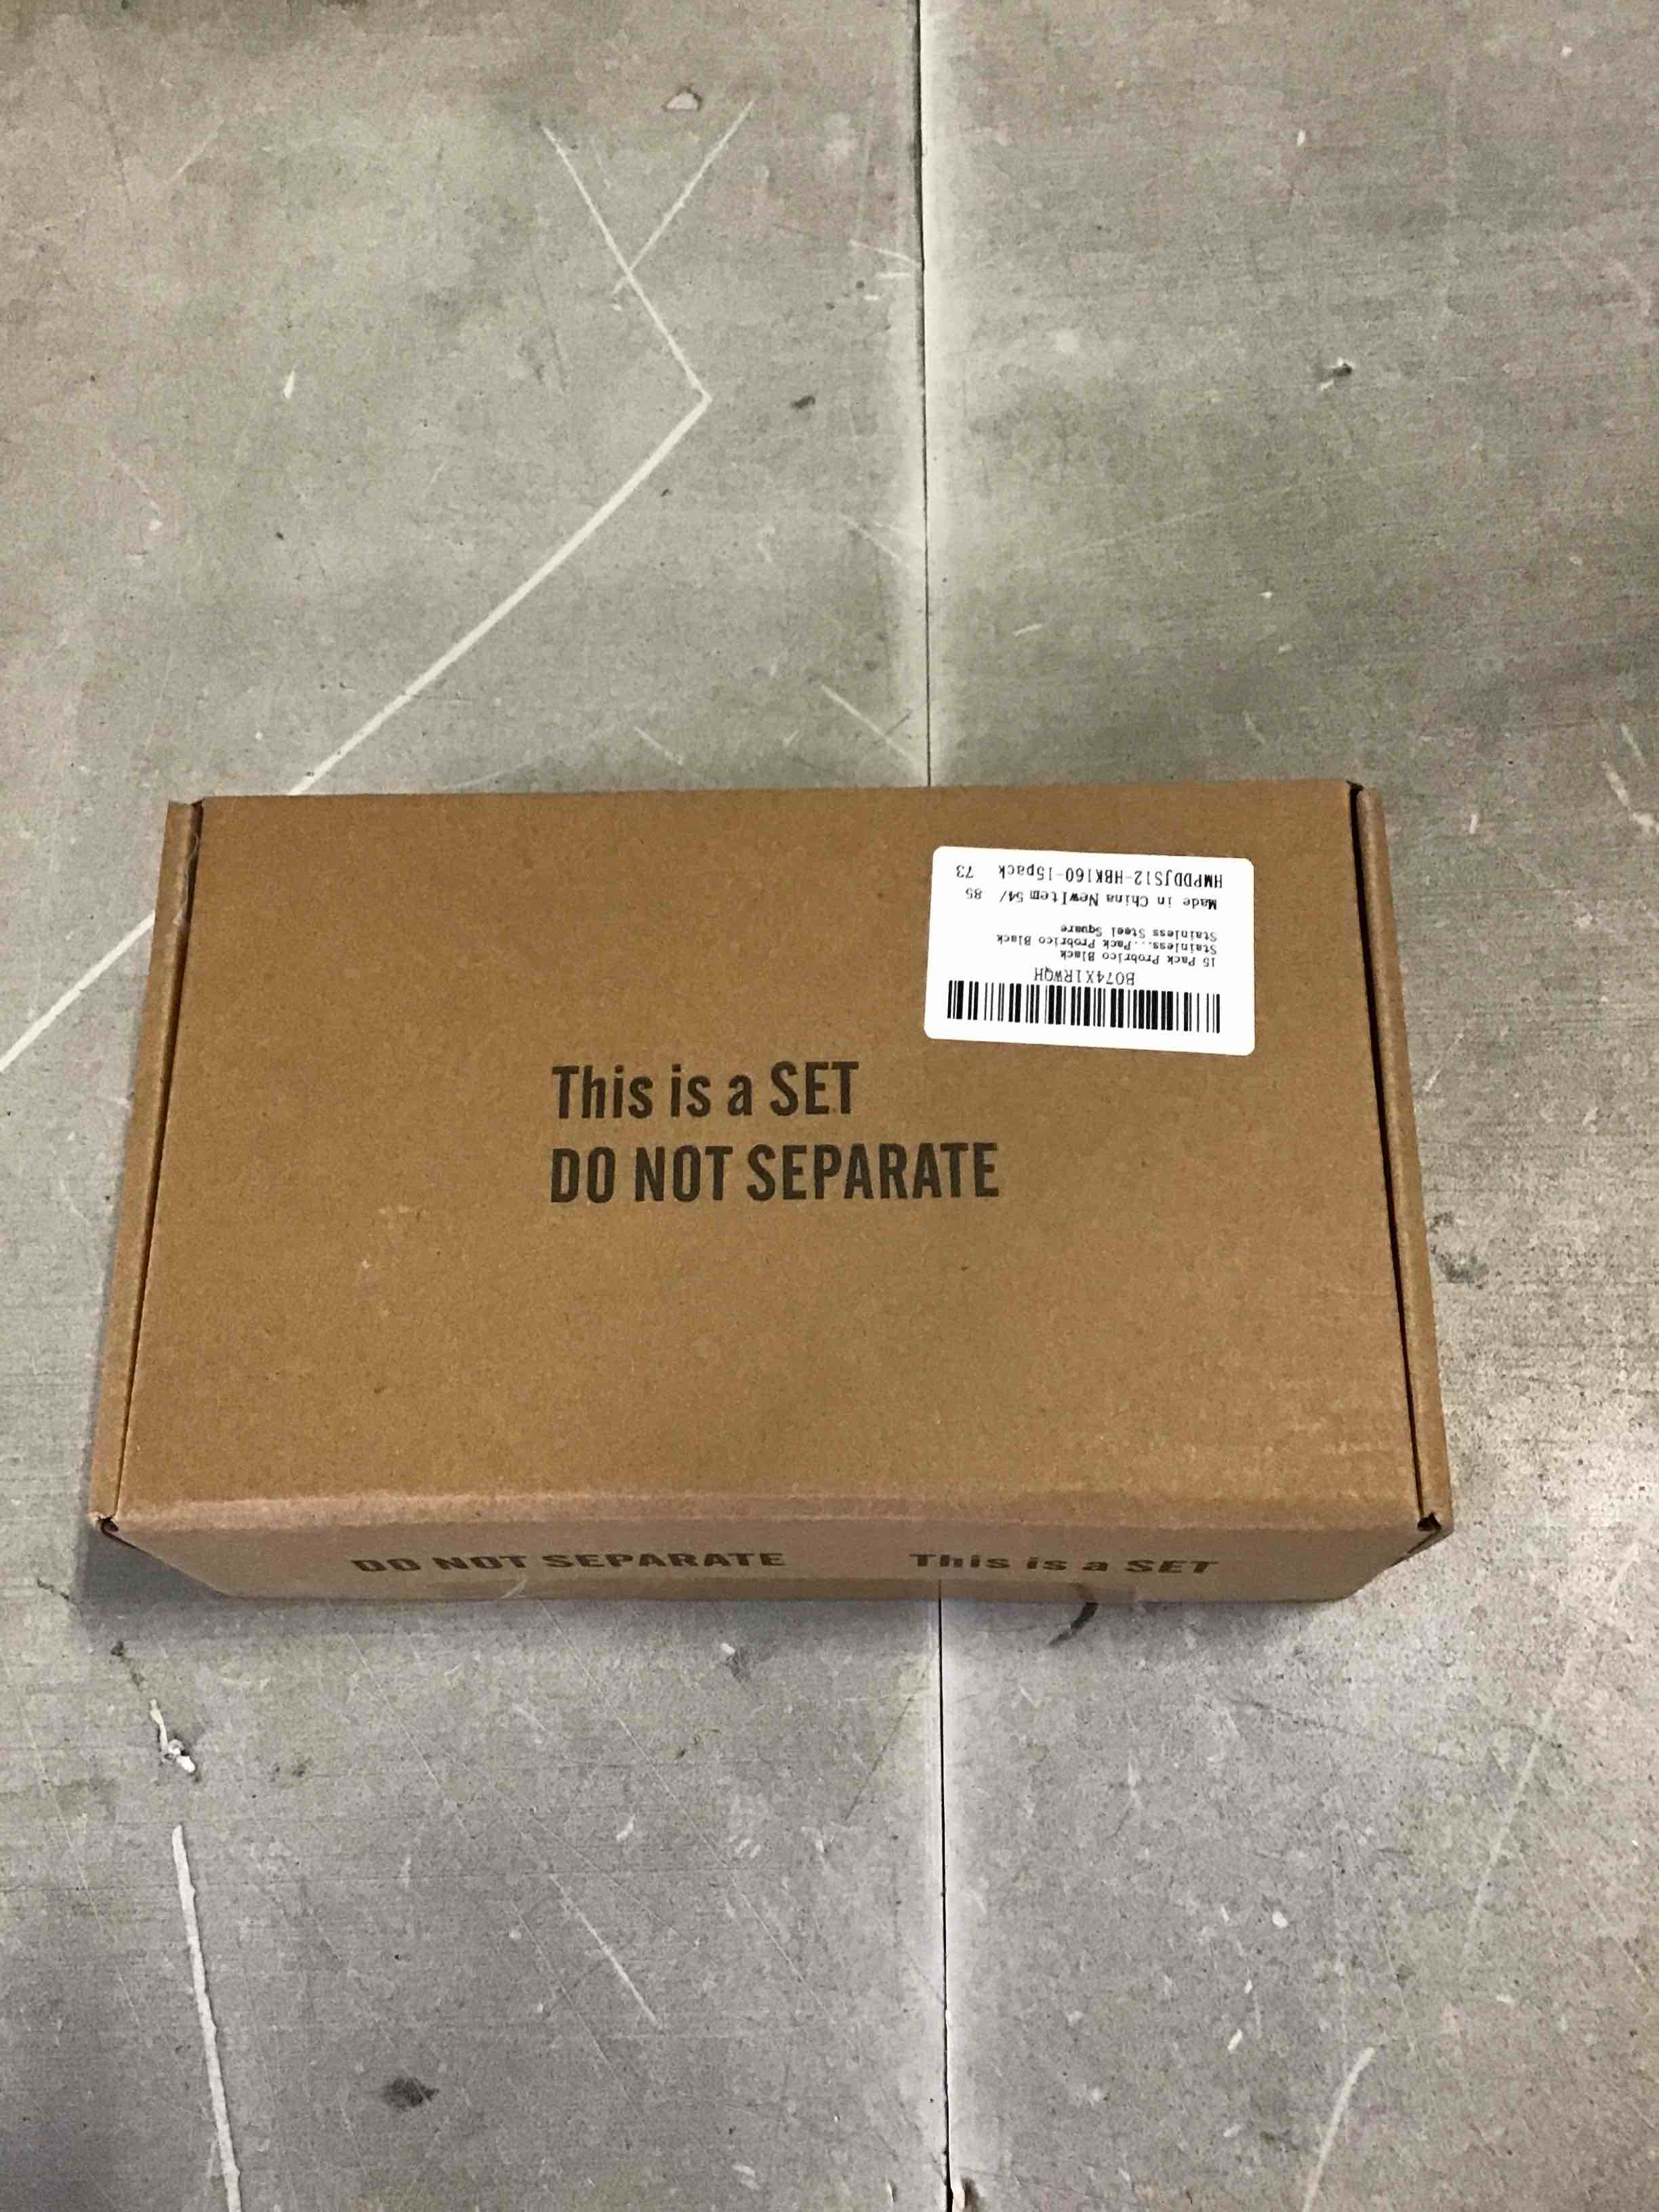 B074X1RWQH
15 Pack Probrico Black
Stainless...Pack Probrico Black
Stainless Steel Square
Made in China NewItem 54/ 85
HMPDDJS12-HBK160-15pack 73
This is a SET
DO NOT SEPARATE
DO NOT SEPARATE This is a SET